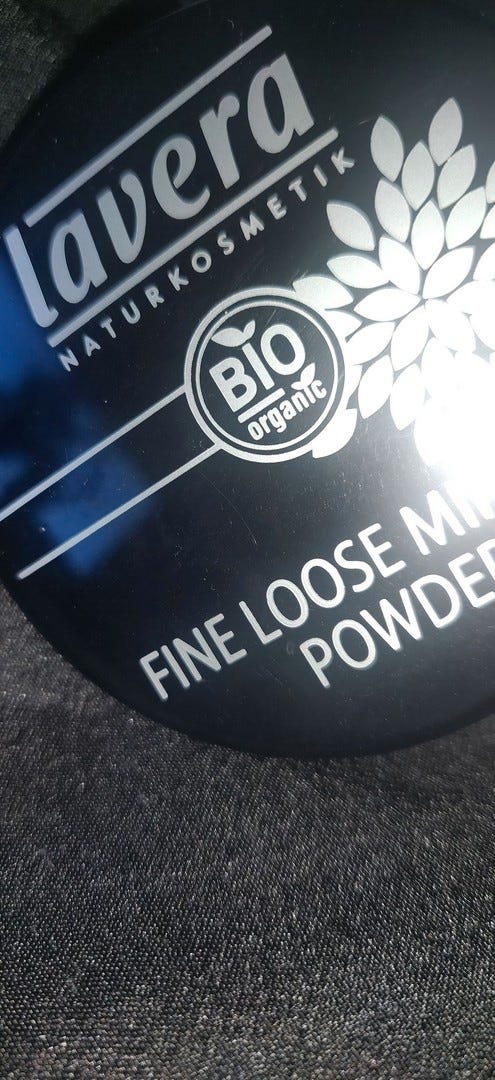 lavera
NATURKOSMETIK
BIO
organic
FINE LOOSE
POWDER